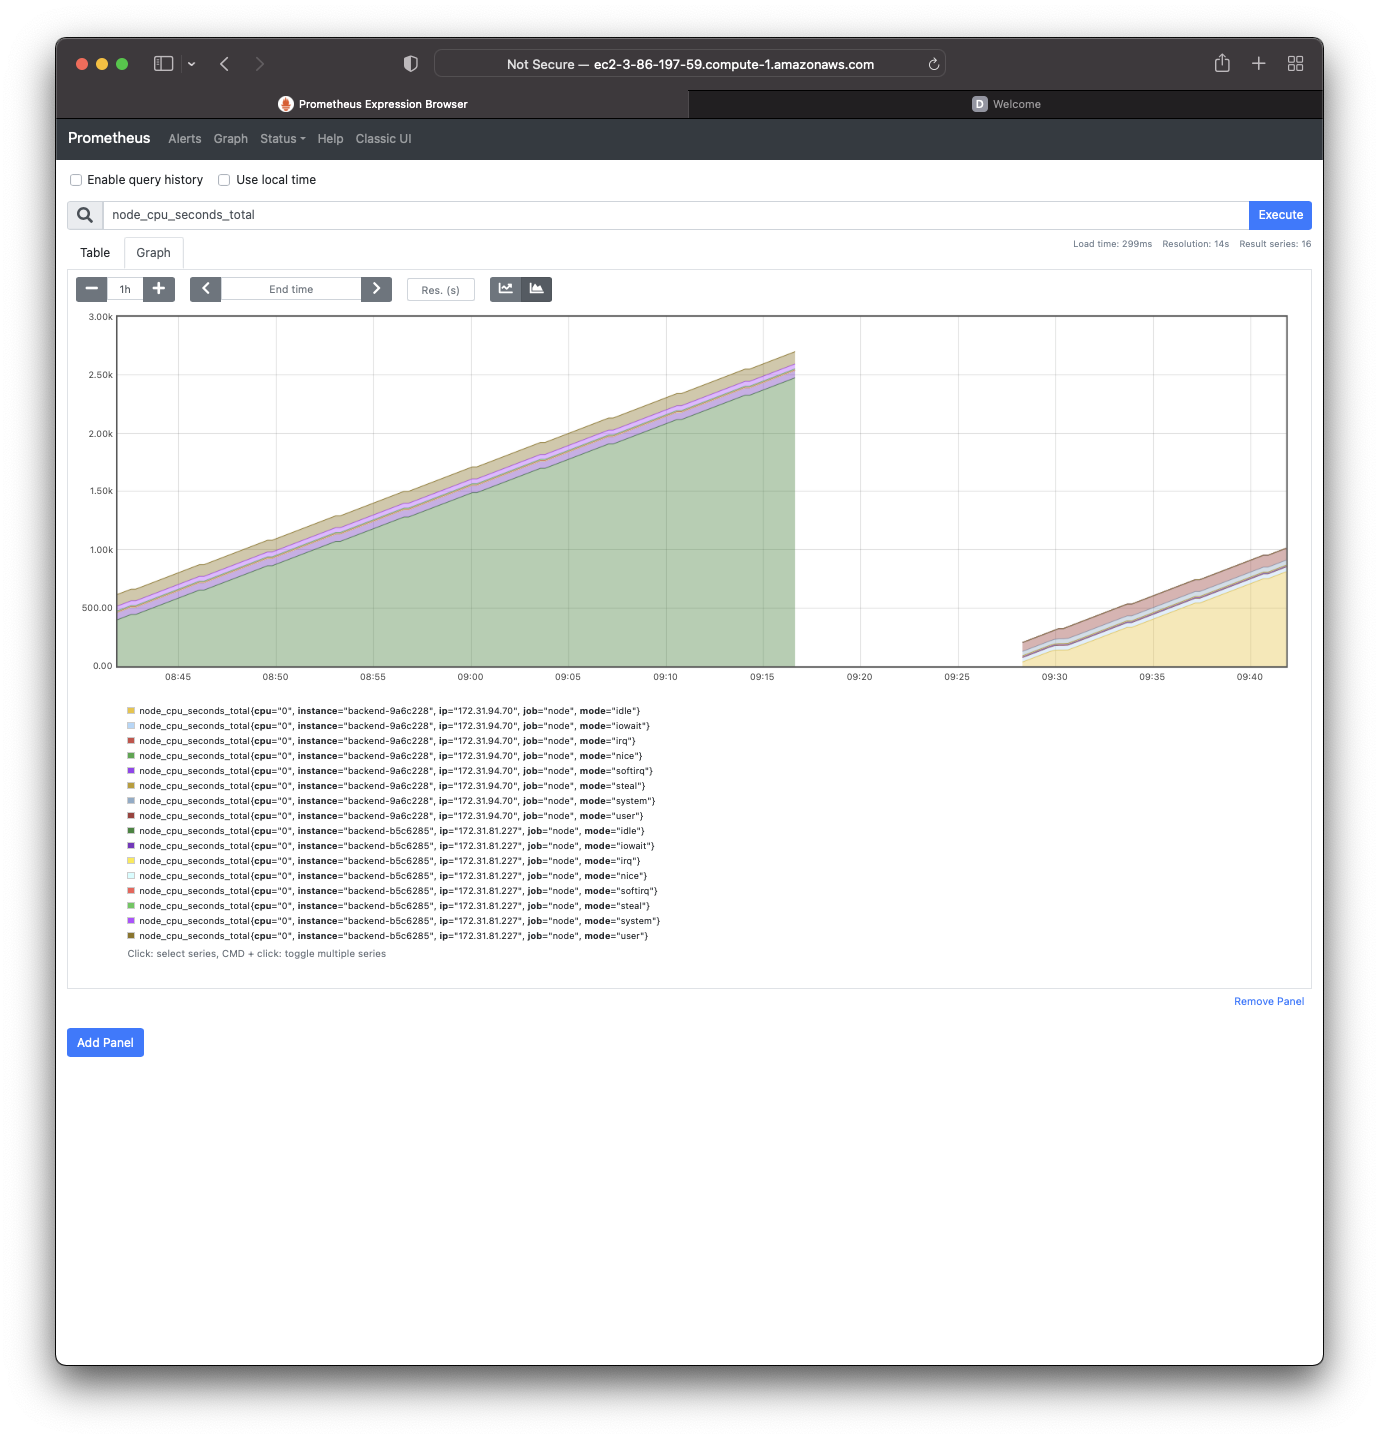 Not Secure — ec2-3-86-197-59.compute-1.amazonaws.com
Prometheus Expression Browser
D Welcome
Prometheus Alerts Graph Status Help Classic UI
Enable query history Use local time
node_cpu_seconds_total Execute
Table Graph Load time: 299ms Resolution: 14s Result series: 16
1h End time Res. (s)
3.00k
2.50k
2.00k
1.50k
1.00k
500.00
0.00
08:45 08:50 08:55 09:00 09:05 09:10 09:15 09:20 09:25 09:30 09:35 09:40
node_cpu_seconds_total{cpu="0", instance="backend-9a6c228", ip="172.31.94.70", job="node", mode="idle"}
node_cpu_seconds_total{cpu="0", instance="backend-9a6c228", ip="172.31.94.70", job="node", mode="iowait"}
node_cpu_seconds_total{cpu="0", instance="backend-9a6c228", ip="172.31.94.70", job="node", mode="irq"}
node_cpu_seconds_total{cpu="0", instance="backend-9a6c228", ip="172.31.94.70", job="node", mode="nice"}
node_cpu_seconds_total{cpu="0", instance="backend-9a6c228", ip="172.31.94.70", job="node", mode="softirq"}
node_cpu_seconds_total{cpu="0", instance="backend-9a6c228", ip="172.31.94.70", job="node", mode="steal"}
node_cpu_seconds_total{cpu="0", instance="backend-9a6c228", ip="172.31.94.70", job="node", mode="system"}
node_cpu_seconds_total{cpu="0", instance="backend-9a6c228", ip="172.31.94.70", job="node", mode="user"}
node_cpu_seconds_total{cpu="0", instance="backend-b5c6285", ip="172.31.81.227", job="node", mode="idle"}
node_cpu_seconds_total{cpu="0", instance="backend-b5c6285", ip="172.31.81.227", job="node", mode="iowait"}
node_cpu_seconds_total{cpu="0", instance="backend-b5c6285", ip="172.31.81.227", job="node", mode="irq"}
node_cpu_seconds_total{cpu="0", instance="backend-b5c6285", ip="172.31.81.227", job="node", mode="nice"}
node_cpu_seconds_total{cpu="0", instance="backend-b5c6285", ip="172.31.81.227", job="node", mode="softirq"}
node_cpu_seconds_total{cpu="0", instance="backend-b5c6285", ip="172.31.81.227", job="node", mode="steal"}
node_cpu_seconds_total{cpu="0", instance="backend-b5c6285", ip="172.31.81.227", job="node", mode="system"}
node_cpu_seconds_total{cpu="0", instance="backend-b5c6285", ip="172.31.81.227", job="node", mode="user"}
Click: select series, CMD + click: toggle multiple series
Remove Panel
Add Panel